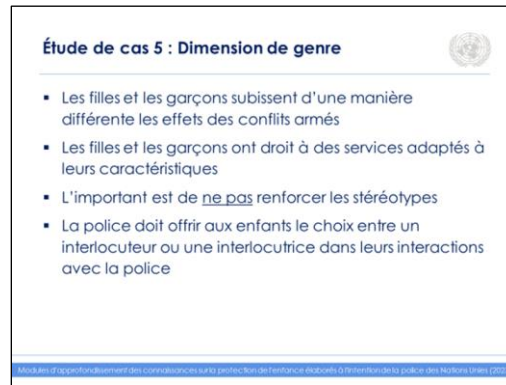 Étude de cas 5 : Dimension de genre
▪ Les filles et les garçons subissent d'une manière
différente les effets des conflits armés
▪ Les filles et les garçons ont droit à des services adaptés à
leurs caractéristiques
▪ L'important est de ne pas renforcer les stéréotypes
▪ La police doit offrir aux enfants le choix entre un
interlocuteur ou une interlocutrice dans leurs interactions
avec la police
Modules d'approfondissement des connaissances sur la protection de l'enfance élaborés à l'intention de la police des Nations Unies